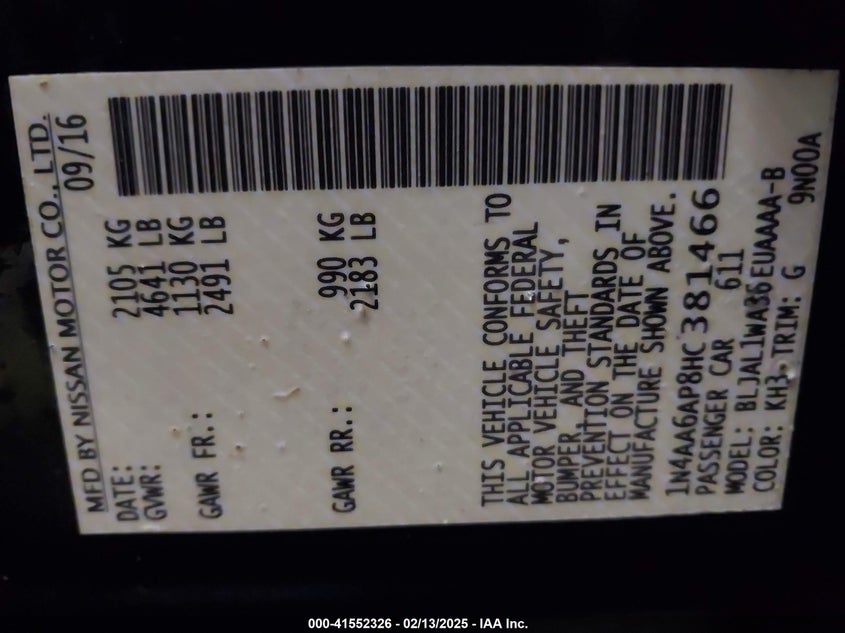 MFD BY NISSAN MOTOR CO., LTD.
DATE: 09/16
GVWR: 2105 KG
4641 LB
GAWR FR.: 1130 KG
2491 LB
GAWR RR.: 990 KG
2183 LB
THIS VEHICLE CONFORMS TO
ALL APPLICABLE FEDERAL
MOTOR VEHICLE SAFETY,
BUMPER, AND THEFT
PREVENTION STANDARDS IN
EFFECT ON THE DATE OF
MANUFACTURE SHOWN ABOVE.
1N4AA6AP8HC381466
PASSENGER CAR 611
MODEL: BLJAL1WA36EUAAAA-B
COLOR: KH3 TRIM: G 9N00A
000-41552326 - 02/13/2025 - IAA Inc.